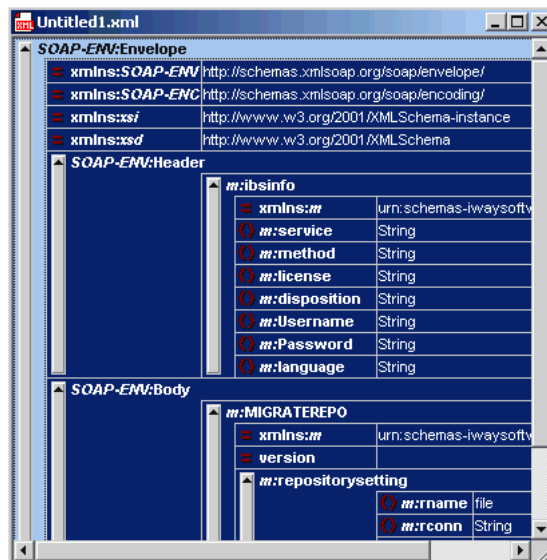 Untitled1.xml
SOAP-ENV:Envelope
= xmlns:SOAP-ENV http://schemas.xmlsoap.org/soap/envelope/
= xmlns:SOAP-ENC http://schemas.xmlsoap.org/soap/encoding/
= xmlns:xsi http://www.w3.org/2001/XMLSchema-instance
= xmlns:xsd http://www.w3.org/2001/XMLSchema
SOAP-ENV:Header
m:ibsinfo
= xmlns:m urn:schemas-iwaysoftw
() m:service String
() m:method String
() m:license String
() m:disposition String
() m:Username String
() m:Password String
() m:language String
SOAP-ENV:Body
m:MIGRATEREPO
= xmlns:m urn:schemas-iwaysoftw
= version
m:repositorysetting
() m:rname file
() m:rconn String